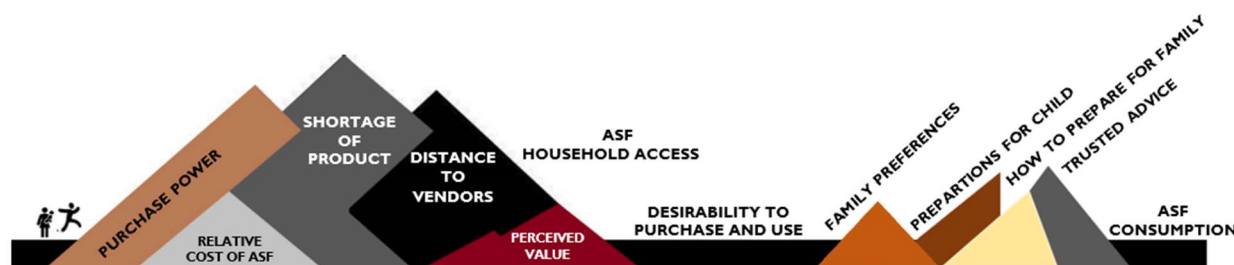 PURCHASE POWER
RELATIVE
COST OF ASF
SHORTAGE
OF
PRODUCT
DISTANCE
TO
VENDORS
PERCEIVED
VALUE
ASF
HOUSEHOLD ACCESS
DESIRABILITY TO
PURCHASE AND USE
FAMILY PREFERENCES
PREPARTIONS FOR CHILD
HOW TO PREPARE FOR FAMILY
TRUSTED ADVICE
ASF
CONSUMPTION